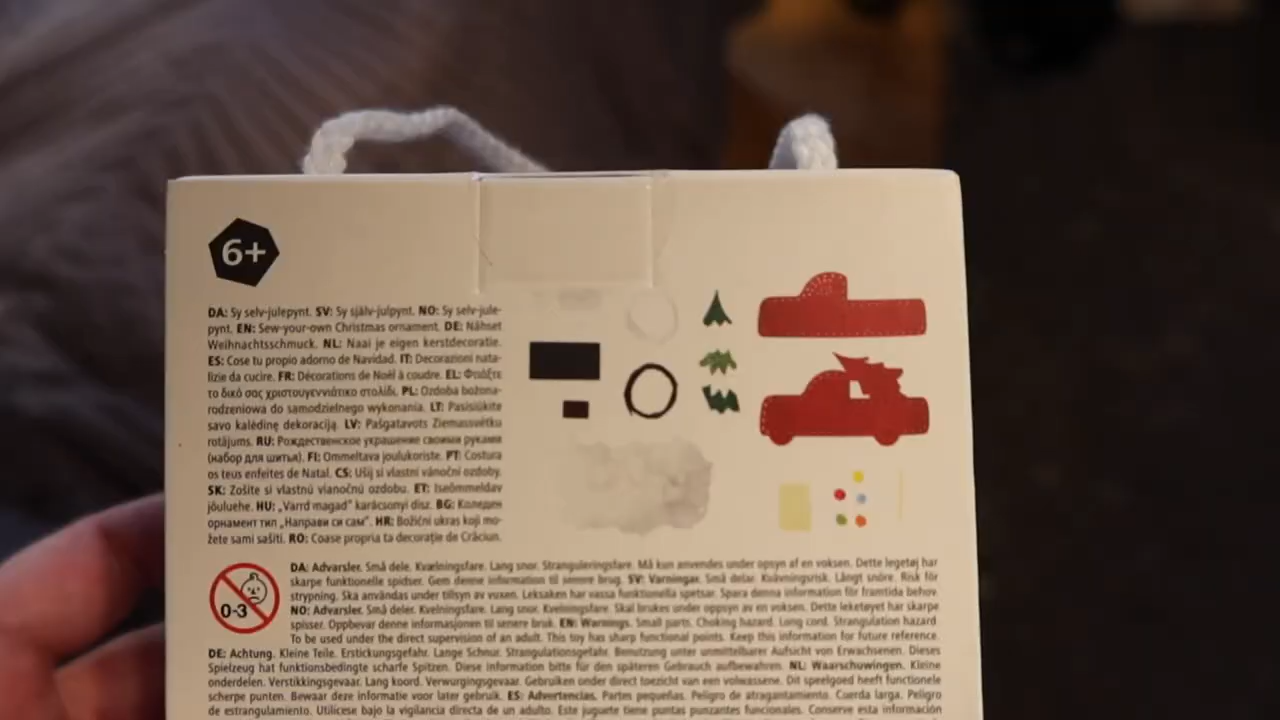 6+
DA: Sy selv-julepynt. SV: Sy själv-julpynt. NO: Sy selv-jule-
pynt. EN: Sew-your-own Christmas ornament. DE: Nähset
Weihnachtsschmuck. NL: Naai je eigen kerstdecoratie.
ES: Cose tu propio adorno de Navidad. IT: Decorazioni nata-
lizie da cucire. FR: Décorations de Noël à coudre. EL: Φτιάξτε
το δικό σας χριστουγεννιάτικο στολίδι. PL: Ozdoba bożona-
rodzeniowa do samodzielnego wykonania. LT: Pasisiūkite
savo kalėdinę dekoraciją. LV: Pašgatavots Ziemassvētku
rotājums. RU: Рождественское украшение своими руками
(набор для шитья). FI: Ommeltava joulukoriste. PT: Costura
os teus enfeites de Natal. CS: Ušij si vlastní vánoční ozdoby.
SK: Zošite si vlastnú vianočnú ozdobu. ET: Iseõmmeldav
jõuluehe. HU: „Varrd magad” karácsonyi dísz. BG: Коледен
орнамент тип „Направи си сам”. HR: Božićni ukras koji mo-
žete sami sašiti. RO: Coase propria ta decorație de Crăciun.
0-3
DA: Advarsler. Små dele. Kvælningsfare. Lang snor. Stranguleringsfare. Må kun anvendes under opsyn af en voksen. Dette legetøj har
skarpe funktionelle spidser. Gem denne information til senere brug. SV: Varningar. Små delar. Kvävningsrisk. Långt snöre. Risk för
strypning. Ska användas under tillsyn av vuxen. Leksaken har vassa funktionella spetsar. Spara denna information för framtida behov.
NO: Advarsler. Små deler. Kvelningsfare. Lang snor. Kvelningsfare. Skal brukes under oppsyn av en voksen. Dette leketøyet har skarpe
spisser. Oppbevar denne informasjonen til senere bruk. EN: Warnings. Small parts. Choking hazard. Long cord. Strangulation hazard.
To be used under the direct supervision of an adult. This toy has sharp functional points. Keep this information for future reference.
DE: Achtung. Kleine Teile. Erstickungsgefahr. Lange Schnur. Strangulationsgefahr. Benutzung unter unmittelbarer Aufsicht von Erwachsenen. Dieses
Spielzeug hat funktionsbedingte scharfe Spitzen. Diese Information bitte für den späteren Gebrauch aufbewahren. NL: Waarschuwingen. Kleine
onderdelen. Verstikkingsgevaar. Lang koord. Verwurgingsgevaar. Gebruiken onder direct toezicht van een volwassene. Dit speelgoed heeft functionele
scherpe punten. Bewaar deze informatie voor later gebruik. ES: Advertencias. Partes pequeñas. Peligro de atragantamiento. Cuerda larga. Peligro
de estrangulamiento. Utilícese bajo la vigilancia directa de un adulto. Este juguete tiene puntas punzantes funcionales. Conserve esta información